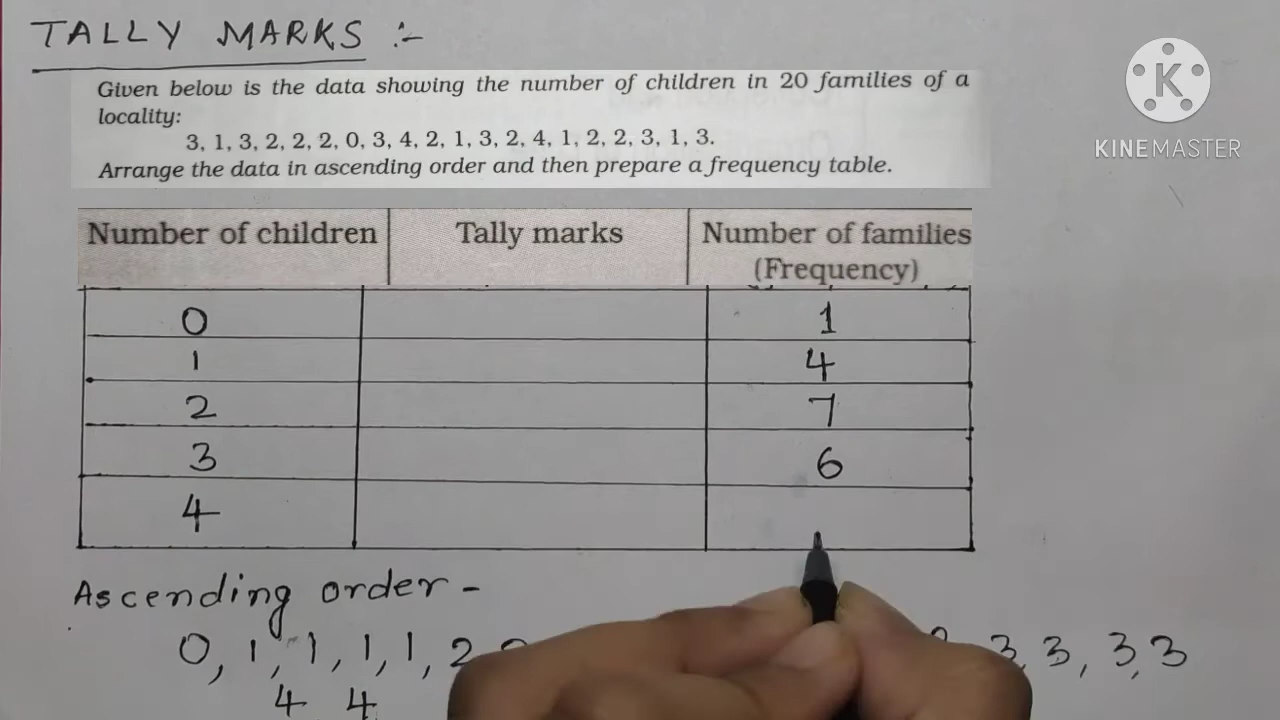 TALLY MARKS :-
K
KINEMASTER
Given below is the data showing the number of children in 20 families of a
locality:
3, 1, 3, 2, 2, 2, 0, 3, 4, 2, 1, 3, 2, 4, 1, 2, 2, 3, 1, 3.
Arrange the data in ascending order and then prepare a frequency table.
Number of children Tally marks Number of families
(Frequency)
0 1
1 4
2 7
3 6
4
Ascending order -
0, 1, 1, 1, 1, 2 3, 3, 3, 3
4 4